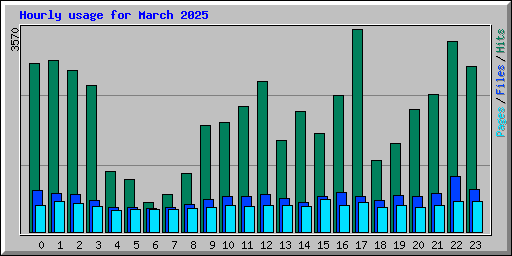 Hourly usage for March 2025
3570
Pages/Files/Hits
0 1 2 3 4 5 6 7 8 9 10 11 12 13 14 15 16 17 18 19 20 21 22 23